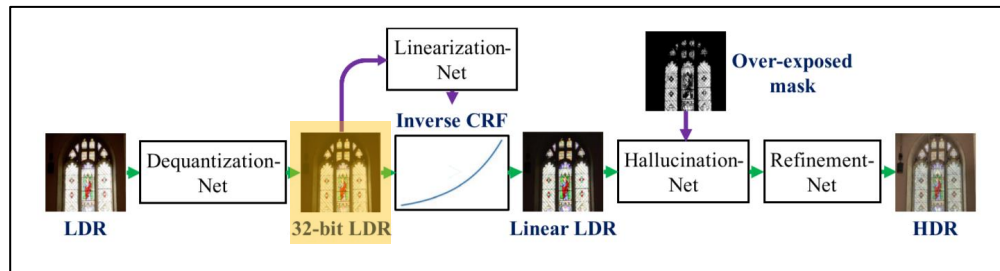 Linearization-
Net
Over-exposed
mask
Inverse CRF
Dequantization-
Net
Hallucination-
Net
Refinement-
Net
LDR
32-bit LDR
Linear LDR
HDR